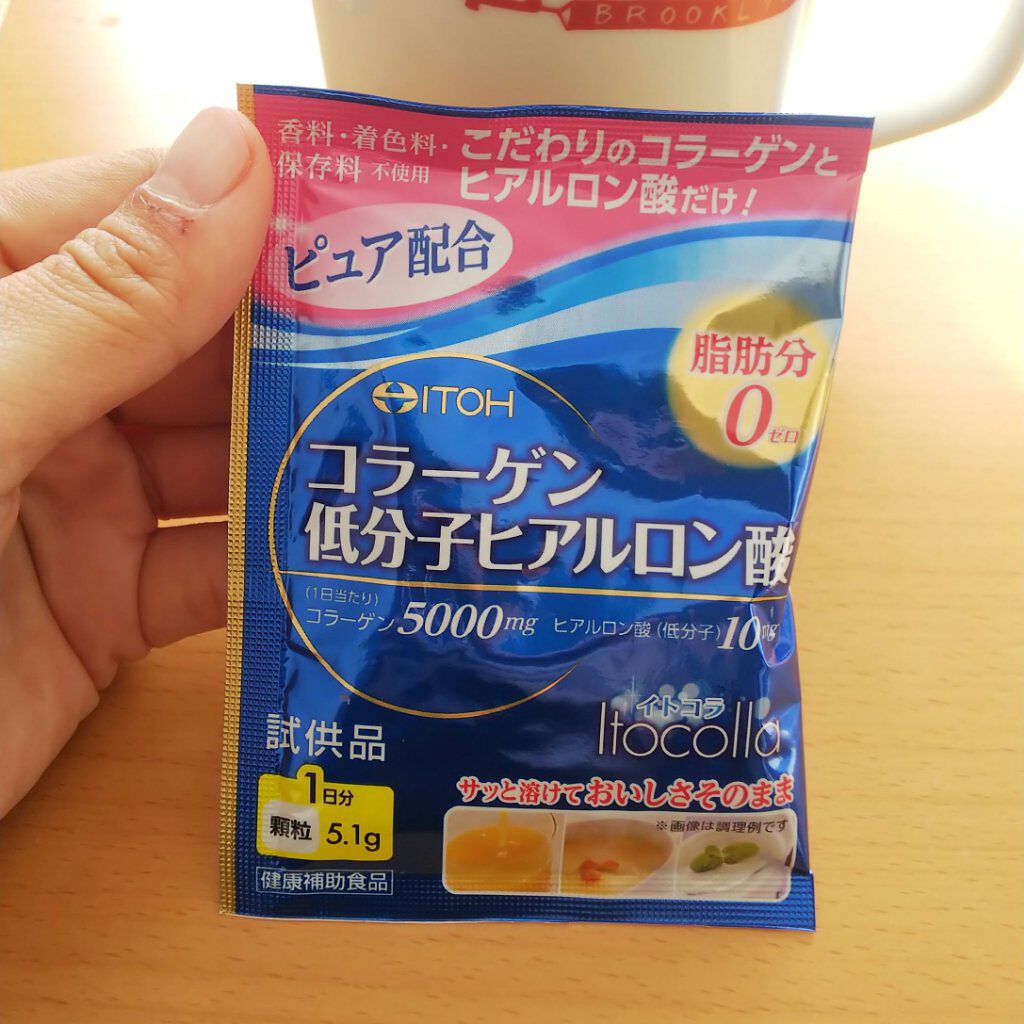 BROOKLY
香料・着色料・
保存料 不使用
こだわりのコラーゲンと
ヒアルロン酸だけ!
ピュア配合
脂肪分
0
ゼロ
ITOH
コラーゲン
低分子ヒアルロン酸
(1日当たり)
コラーゲン5000mg ヒアルロン酸(低分子)10mg
イトコラ
Itocolla
試供品
1日分
顆粒 5.1g
健康補助食品
サッと溶けておいしさそのまま
※画像は調理例です